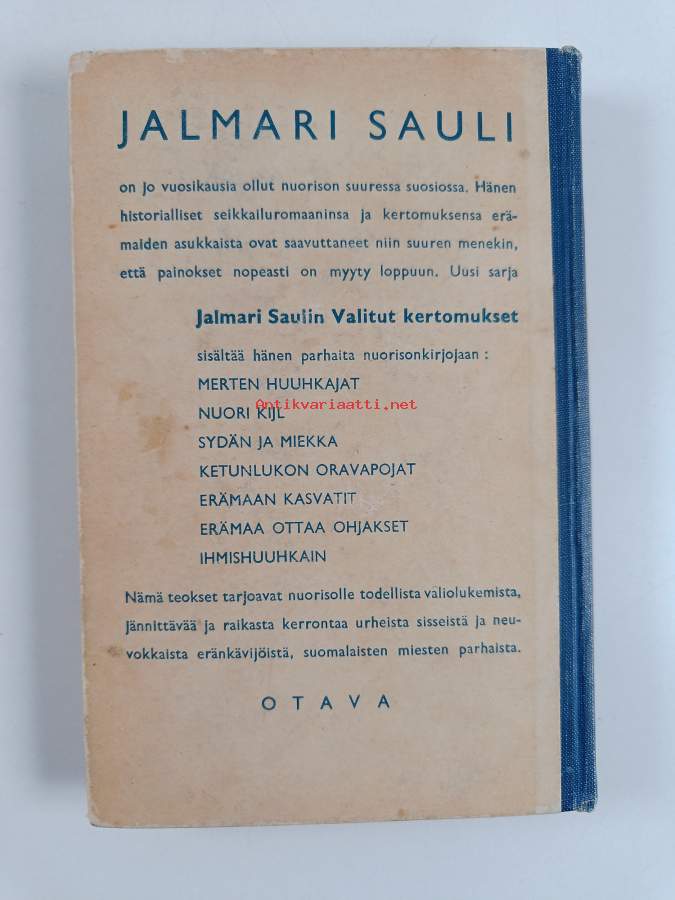 JALMARI SAULI
on jo vuosikausia ollut nuorison suuressa suosiossa. Hänen
historialliset seikkailuromaaninsa ja kertomuksensa erä-
maiden asukkaista ovat saavuttaneet niin suuren menekin,
että painokset nopeasti on myyty loppuun. Uusi sarja
Jalmari Saulin Valitut kertomukset
sisältää hänen parhaita nuorisonkirjojaan :
MERTEN HUUHKAJAT
Antikvariaatti.net
NUORI KIJL
SYDÄN JA MIEKKA
KETUNLUKON ORAVAPOJAT
ERÄMAAN KASVATIT
ERÄMAA OTTAA OHJAKSET
IHMISHUUHKAIN
Nämä teokset tarjoavat nuorisolle todellista valiolukemista,
jännittävää ja raikasta kerrontaa urheista sisseistä ja neu-
vokkaista eränkävijöistä, suomalaisten miesten parhaista.
OTAVA